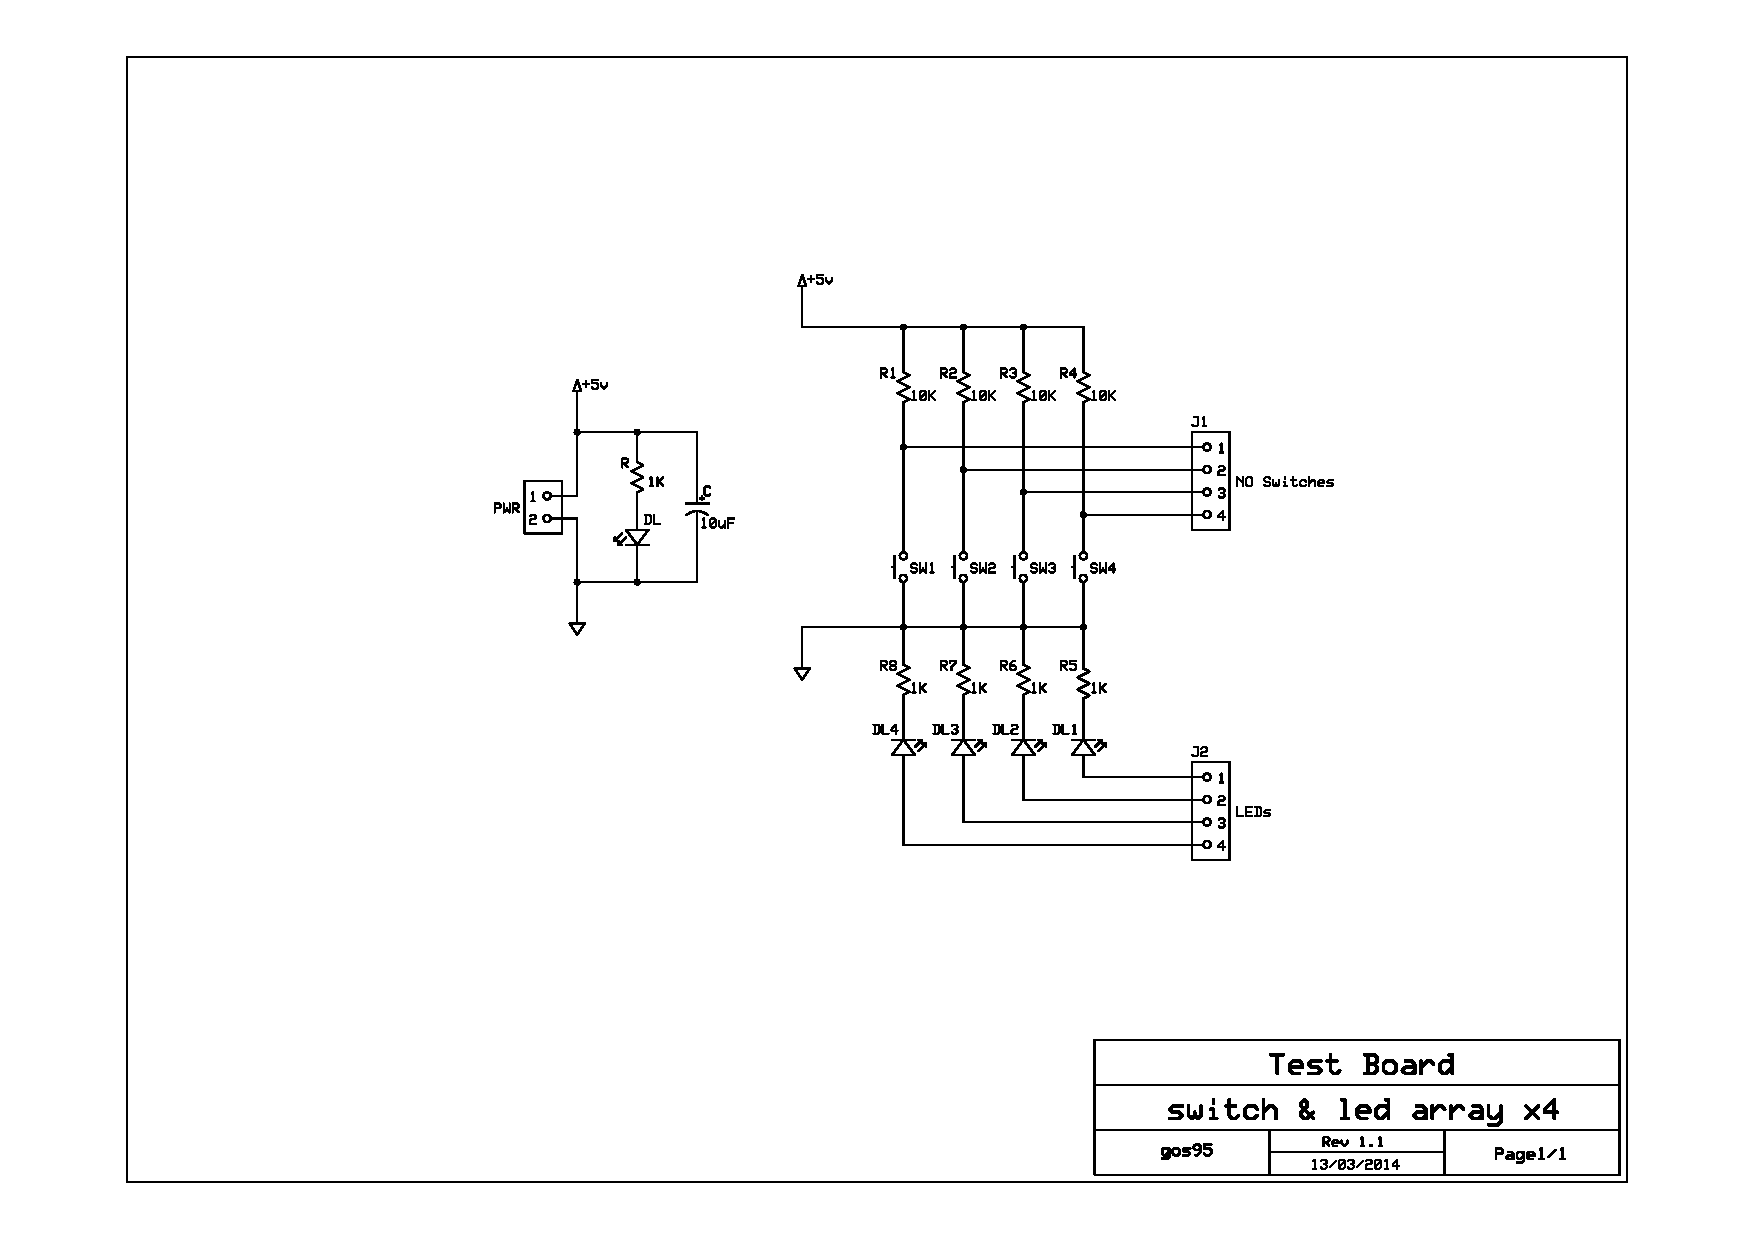 +5v
R1 R2 R3 R4
10K 10K 10K 10K
+5v
J1
1
2
3
4
NO Switches
R
1K
C
+
10uF
DL
PWR
1
2
SW1 SW2 SW3 SW4
R8 R7 R6 R5
1K 1K 1K 1K
DL4 DL3 DL2 DL1
J2
1
2
3
4
LEDs
Test Board
switch & led array x4
gos95
Rev 1.1
13/03/2014
Page1/1